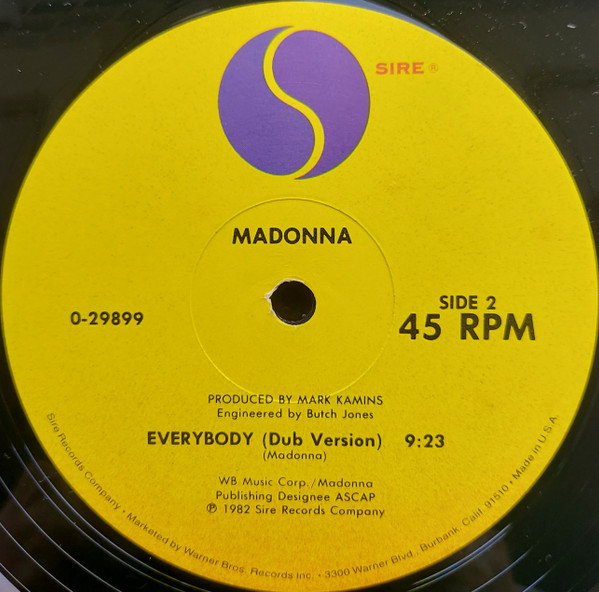 SIRE ®
MADONNA
0-29899
SIDE 2
45 RPM
PRODUCED BY MARK KAMINS
Engineered by Butch Jones
EVERYBODY (Dub Version) 9:23
(Madonna)
WB Music Corp./Madonna
Publishing Designee ASCAP
℗ 1982 Sire Records Company
Sire Records Company • Marketed by Warner Bros. Records Inc. • 3300 Warner Blvd., Burbank, Calif. 91510 • Made in U.S.A.